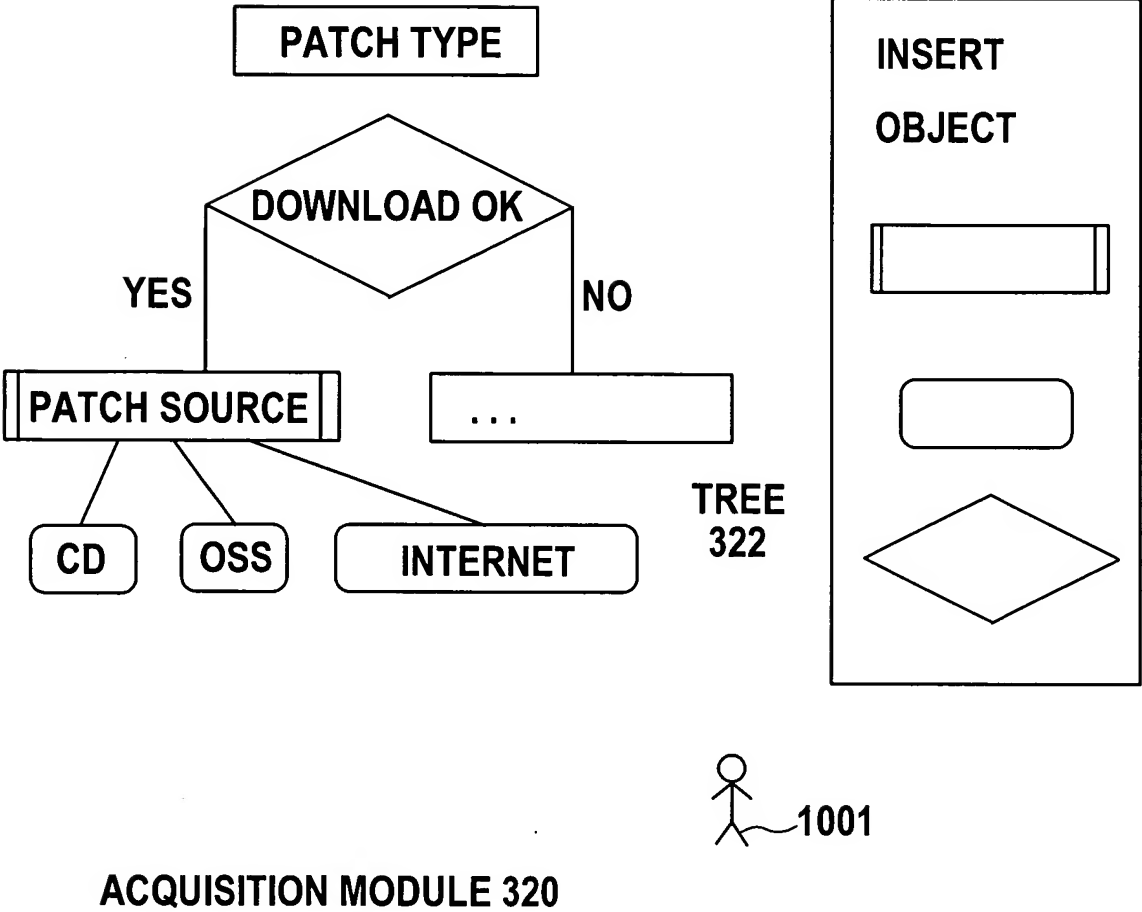 PATCH TYPE
DOWNLOAD OK
YES
NO
PATCH SOURCE
...
CD
OSS
INTERNET
TREE
322
INSERT
OBJECT
1001
ACQUISITION MODULE 320